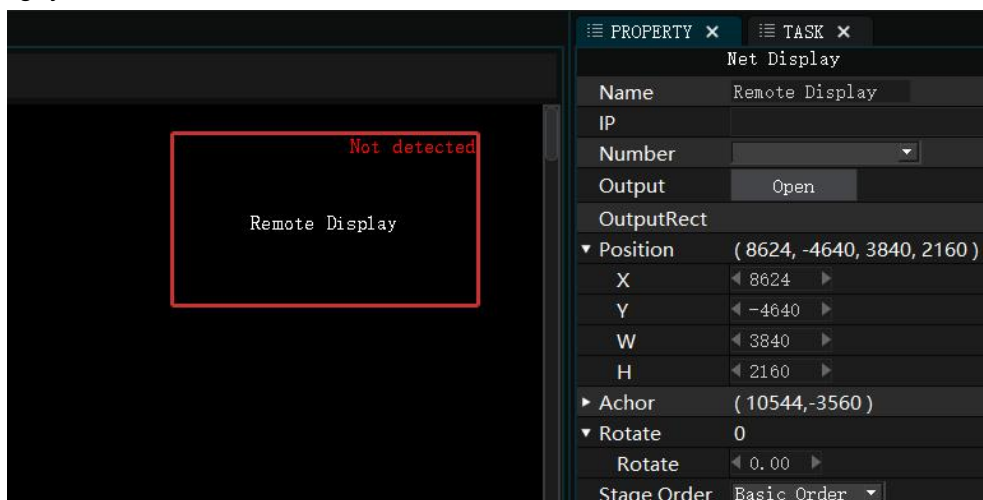 PROPERTY
TASK
Net Display
Name Remote Display
IP
Number
Output Open
OutputRect
Position (8624, -4640, 3840, 2160)
X 8624
Y -4640
W 3840
H 2160
Achor (10544,-3560)
Rotate 0
Rotate 0.00
Stage Order Basic Order
Not detected
Remote Display